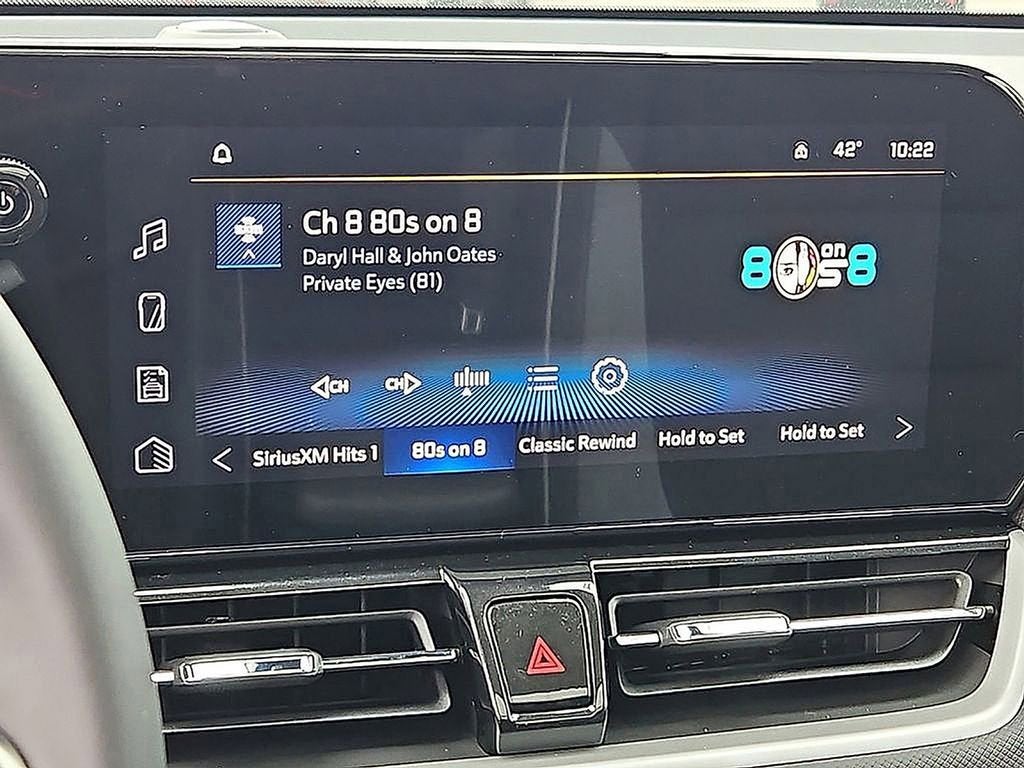 42° 10:22
Ch 8 80s on 8
Daryl Hall & John Oates
Private Eyes (81)
80s on 8
CH CH
SiriusXM Hits 1 80s on 8 Classic Rewind Hold to Set Hold to Set